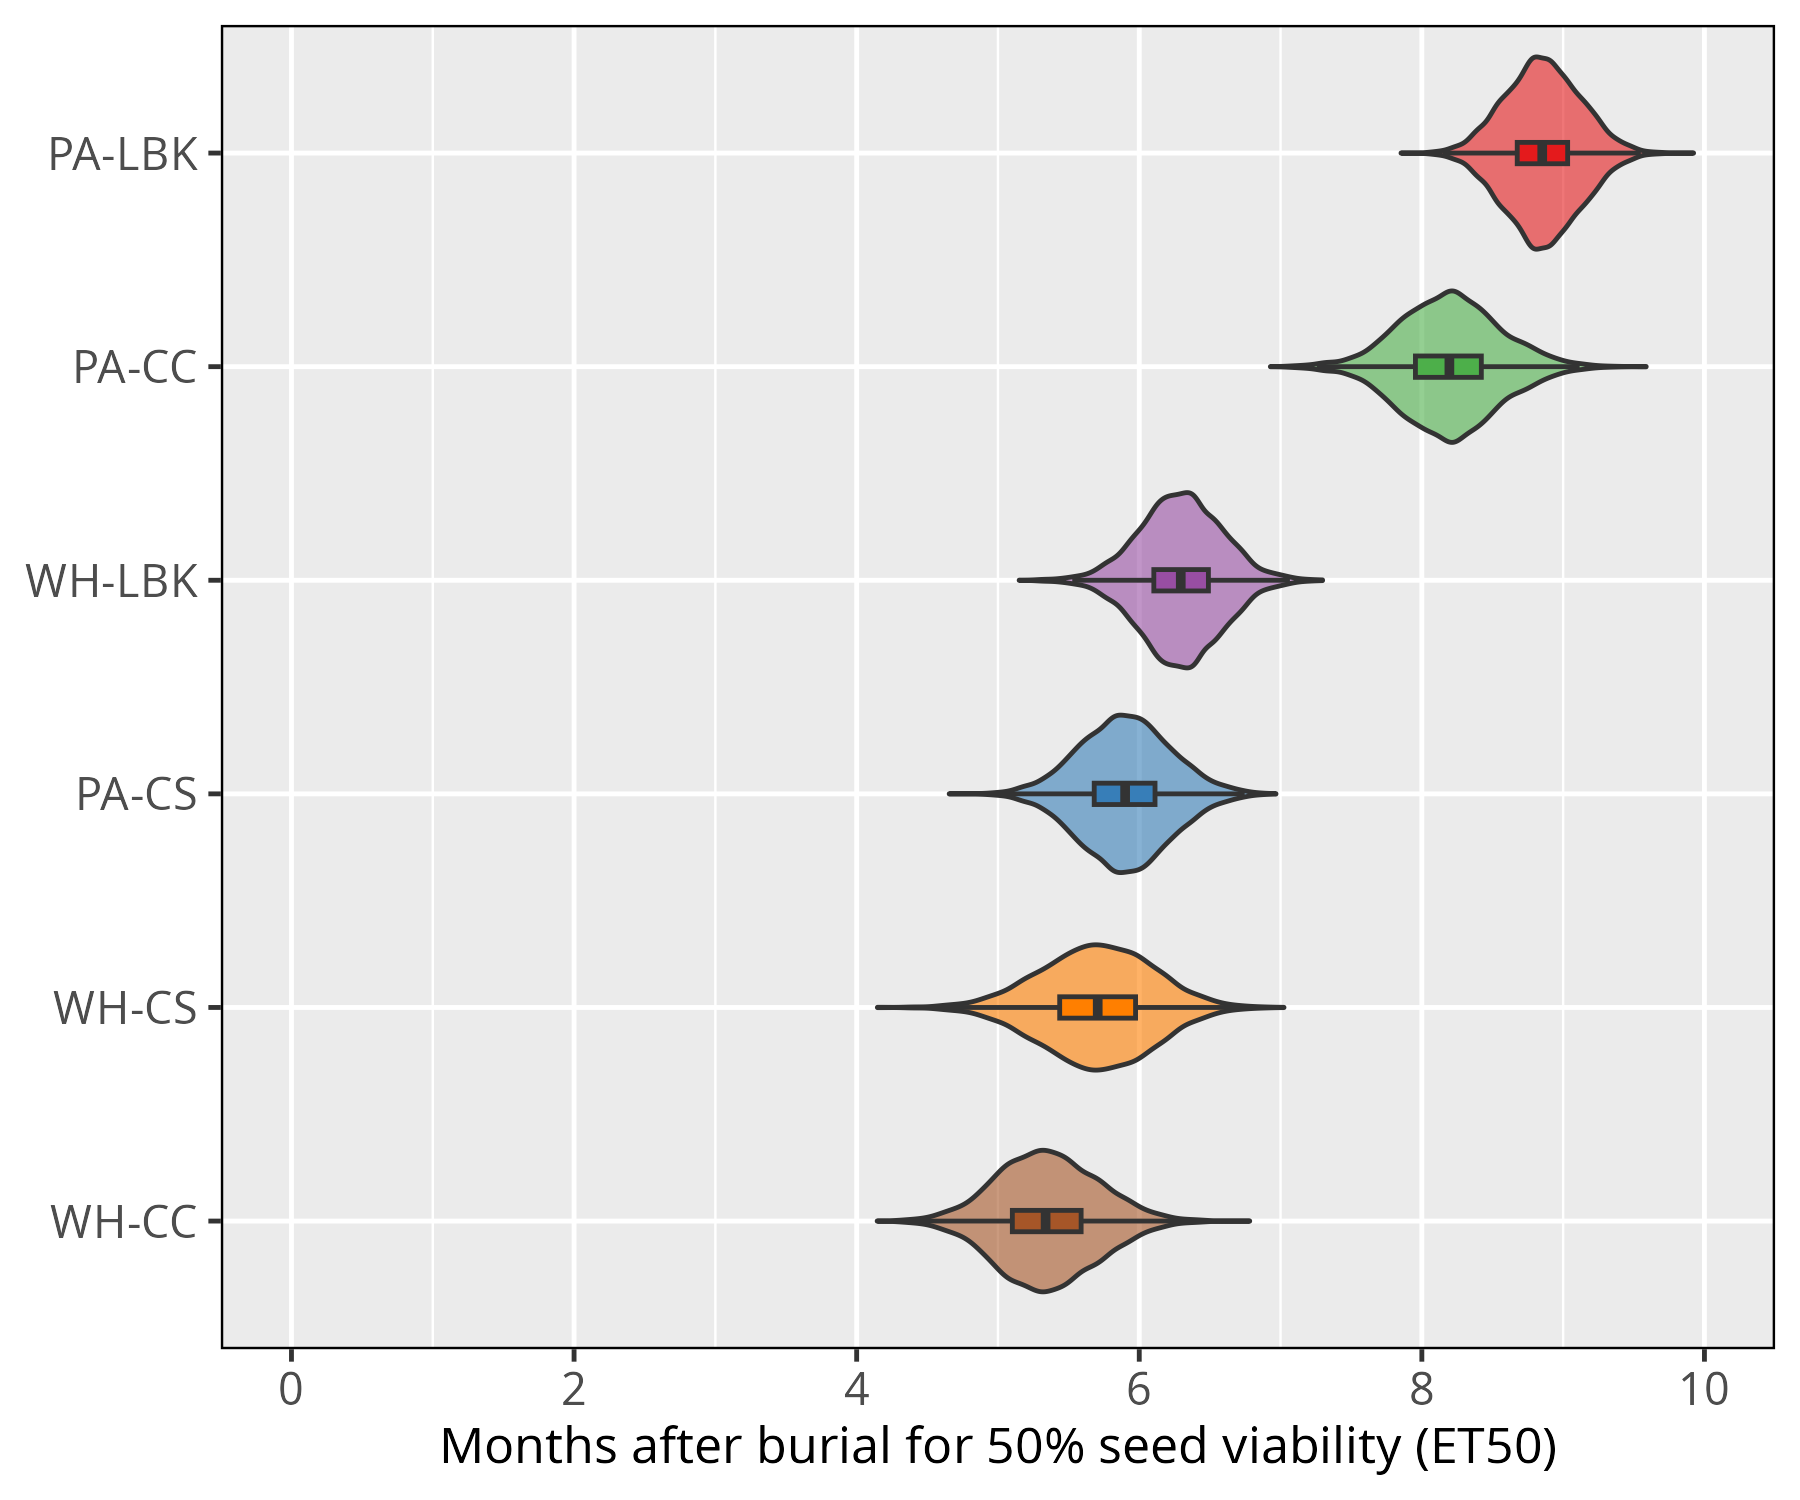 PA-LBK
PA-CC
WH-LBK
PA-CS
WH-CS
WH-CC
0 2 4 6 8 10
Months after burial for 50% seed viability (ET50)